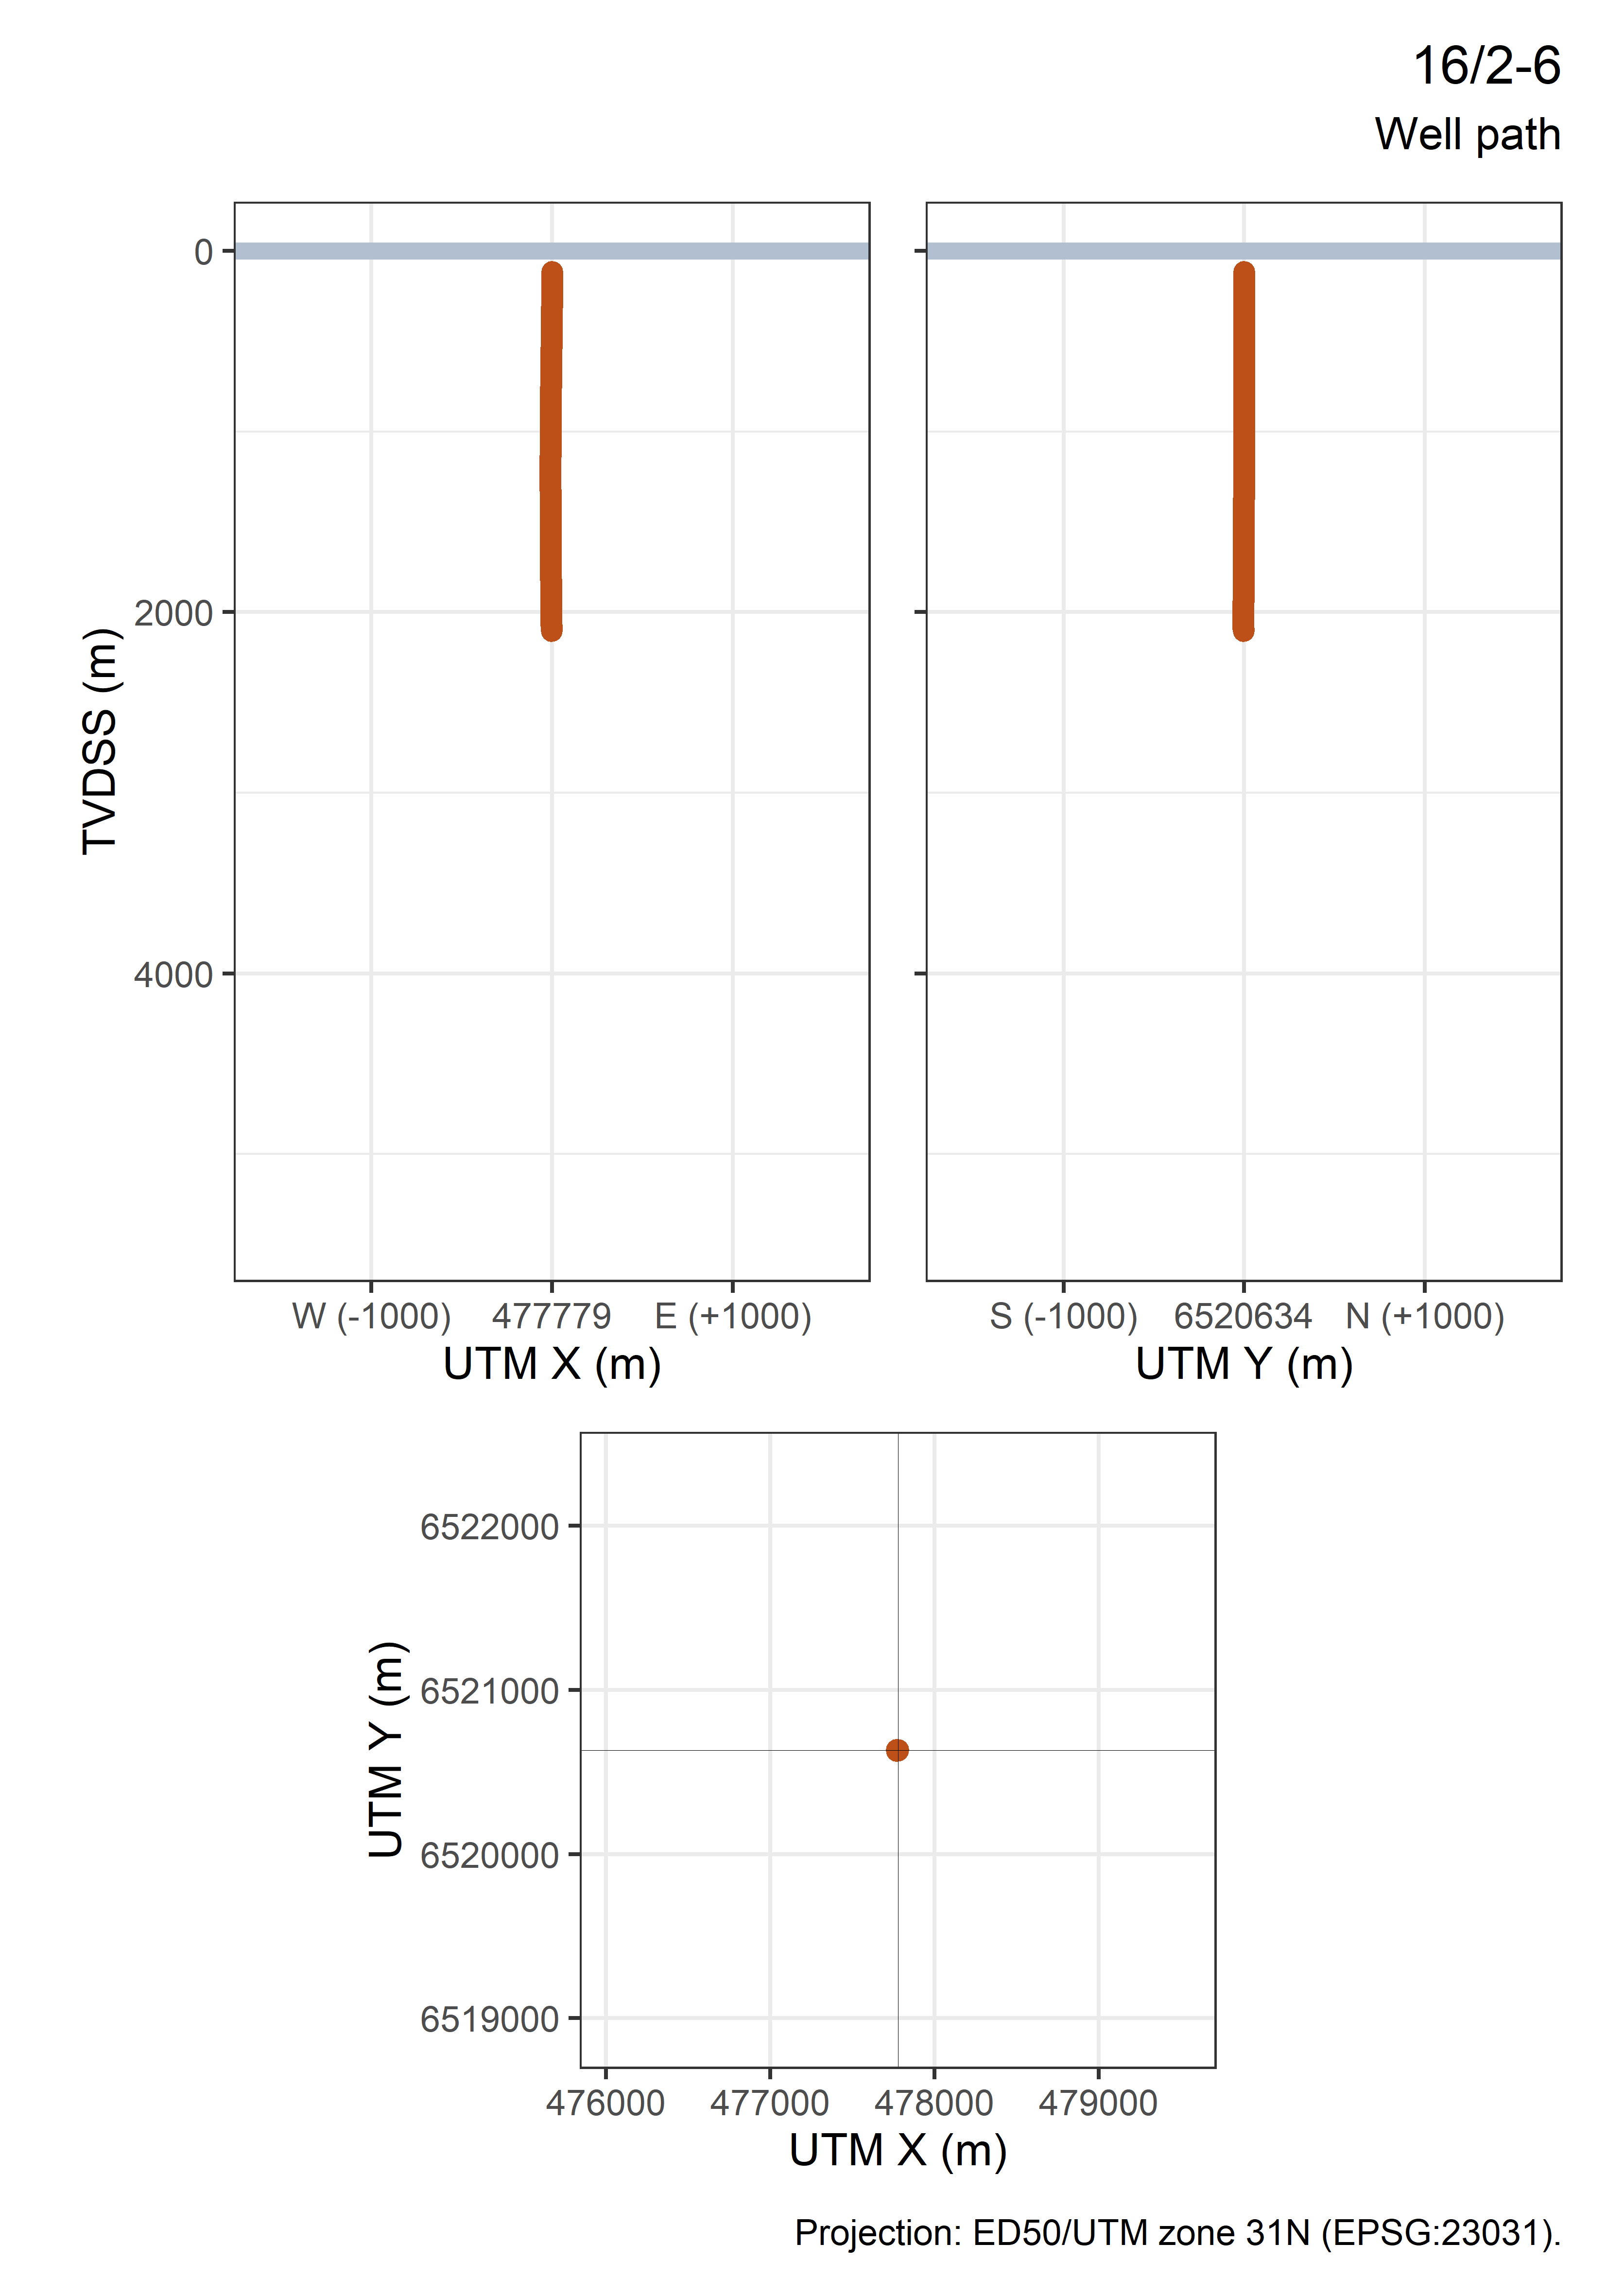 16/2-6
Well path
TVDSS (m)
0
2000
4000
W (-1000) 477779 E (+1000)
UTM X (m)
S (-1000) 6520634 N (+1000)
UTM Y (m)
UTM Y (m)
6522000
6521000
6520000
6519000
476000 477000 478000 479000
UTM X (m)
Projection: ED50/UTM zone 31N (EPSG:23031).